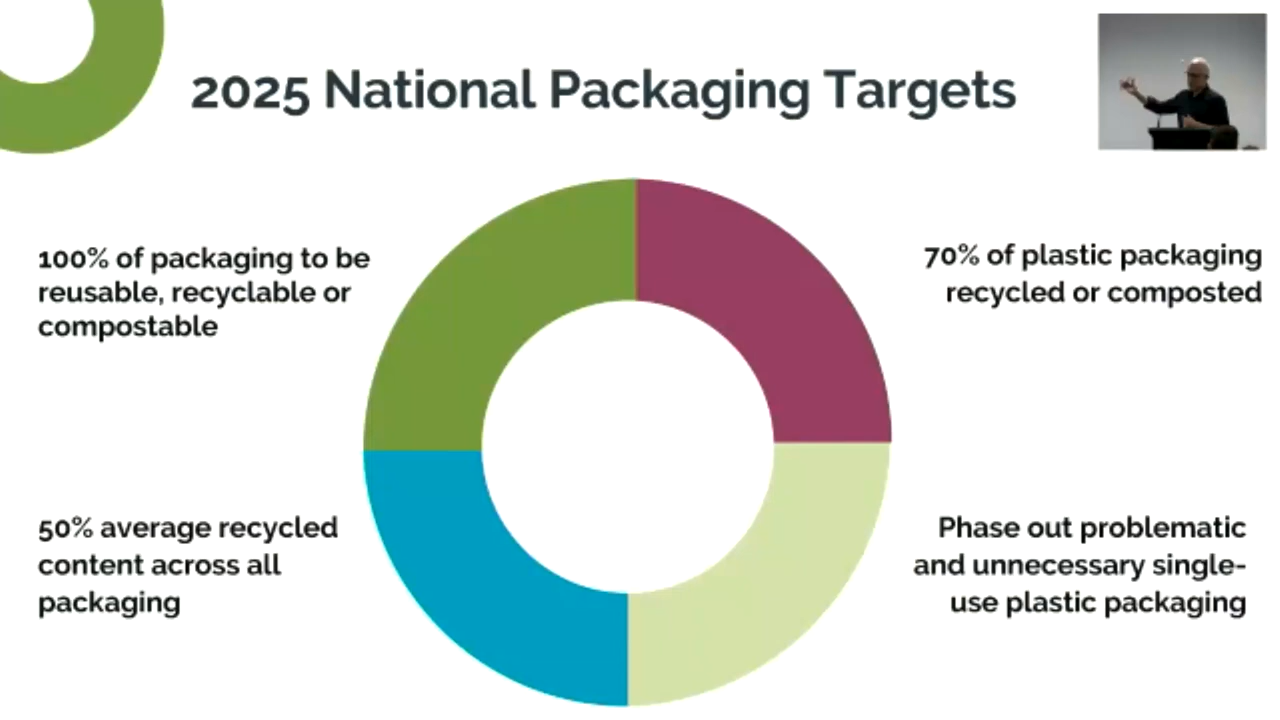 2025 National Packaging Targets
100% of packaging to be
reusable, recyclable or
compostable
70% of plastic packaging
recycled or composted
50% average recycled
content across all
packaging
Phase out problematic
and unnecessary single-
use plastic packaging